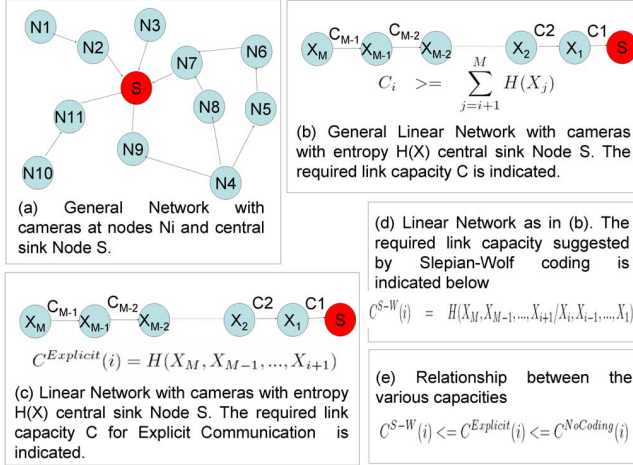 N1
N2
N3
N6
N7
S
N8
N5
N11
N9
N10
N4
(a) General Network with
cameras at nodes Ni and central
sink Node S.
C_{M-1} C_{M-2} C2 C1
X_M X_{M-1} X_{M-2} X_2 X_1 S
C_i >= \sum_{j=i+1}^{M} H(X_j)
(b) General Linear Network with cameras
with entropy H(X) central sink Node S. The
required link capacity C is indicated.
C_{M-1} C_{M-2} C2 C1
X_M X_{M-1} X_{M-2} X_2 X_1 S
C^{Explicit}(i) = H(X_M, X_{M-1}, ..., X_{i+1})
(c) Linear Network with cameras with entropy
H(X) central sink Node S. The required link
capacity C for Explicit Communication is
indicated.
(d) Linear Network as in (b). The
required link capacity suggested
by Slepian-Wolf coding is
indicated below
C^{S-W}(i) = H(X_M, X_{M-1}, ..., X_{i+1}/X_i, X_{i-1}, ..., X_1)
(e) Relationship between the
various capacities
C^{S-W}(i) <= C^{Explicit}(i) <= C^{NoCoding}(i)